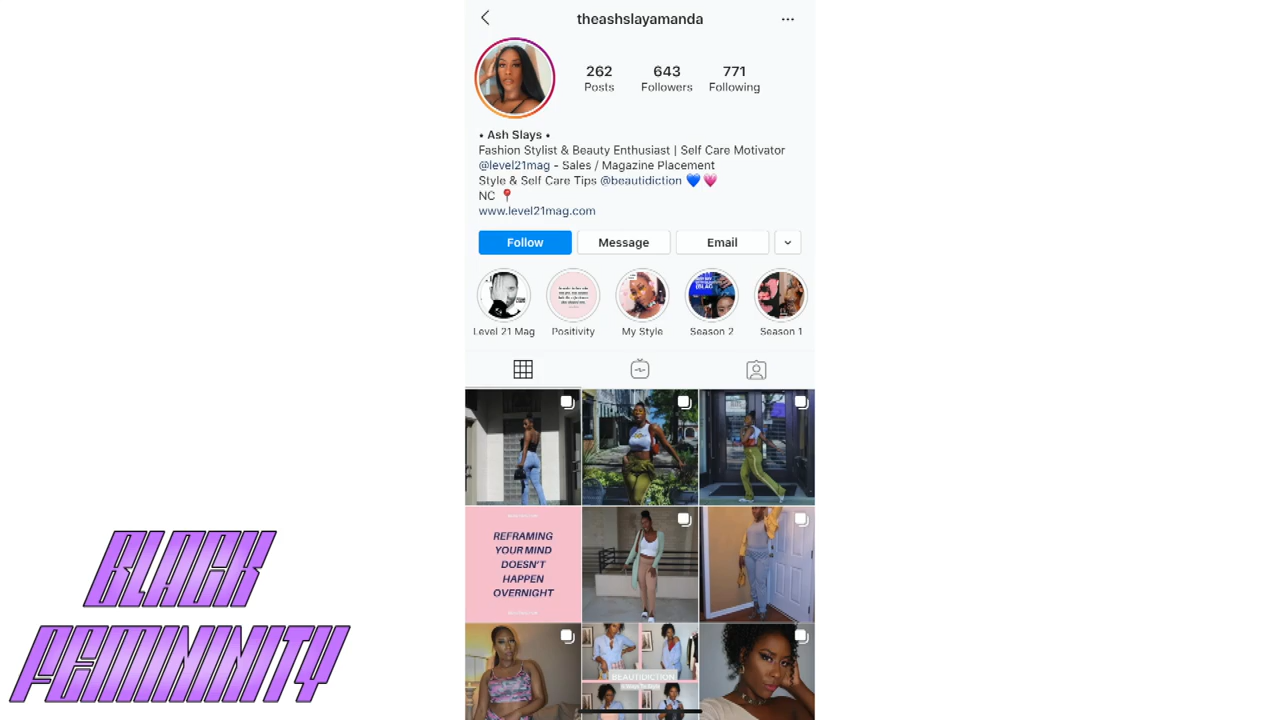 theashslayamanda
262 643 771
Posts Followers Following
• Ash Slays •
Fashion Stylist & Beauty Enthusiast | Self Care Motivator
@level21mag - Sales / Magazine Placement
Style & Self Care Tips @beautidiction 💙 💗
NC 📍
www.level21mag.com
Follow Message Email
Level 21 Mag Positivity My Style Season 2 Season 1
REFRAMING
YOUR MIND
DOESN'T
HAPPEN
OVERNIGHT
BEAUTIDICTION
BLACK
FEMININITY